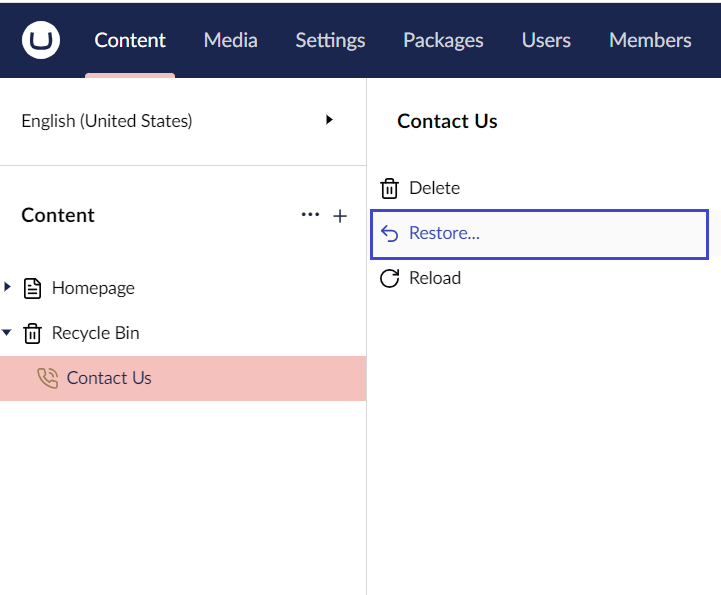 Content Media Settings Packages Users Members
English (United States)
Content
Homepage
Recycle Bin
Contact Us
Contact Us
Delete
Restore...
Reload